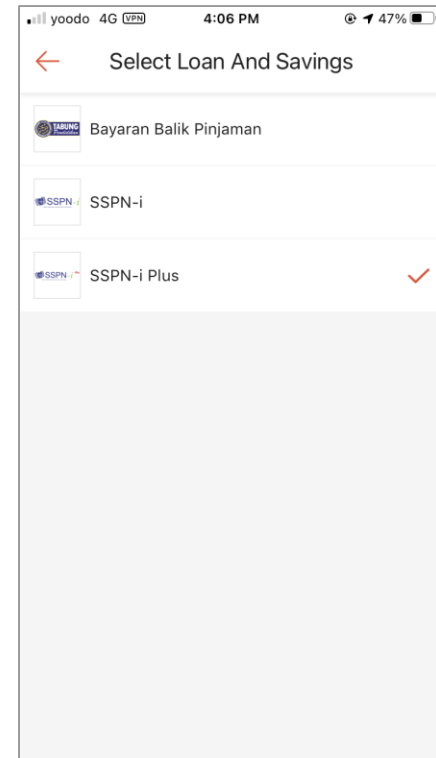 yoodo 4G VPN 4:06 PM 47%
Select Loan And Savings
TABUNG
Bayaran Balik Pinjaman
SSPN-i
SSPN-i
SSPN-i
SSPN-i Plus